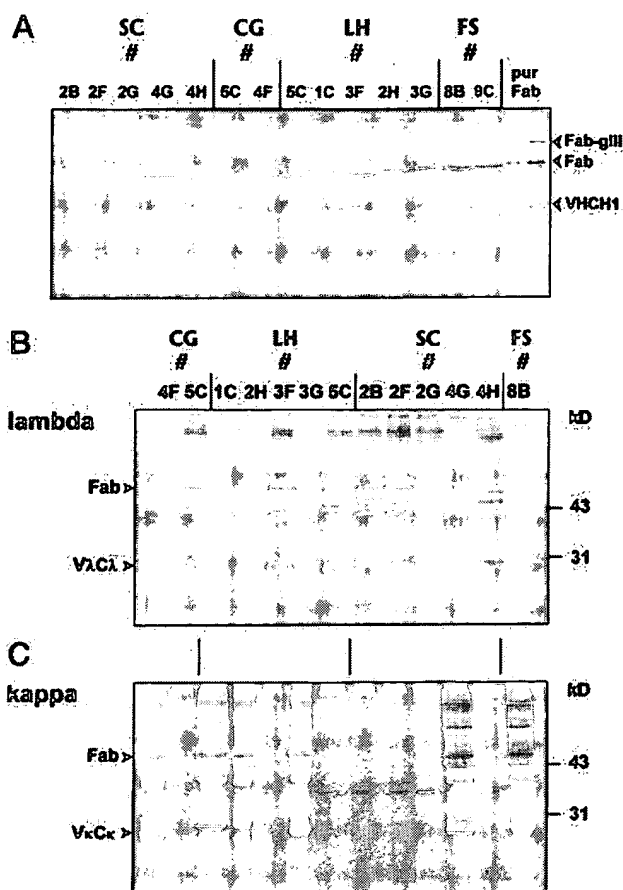 A
SC CG LH FS
# # # #
2B 2F 2G 4G 4H 5C 4F 5C 1C 3F 2H 3G 8B 9C pur Fab
Fab-gIII
Fab
VHCH1
B
CG LH SC FS
# # # #
4F 5C 1C 2H 3F 3G 5C 2B 2F 2G 4G 4H 8B
lambda kD
Fab
43
31
VλCλ
C
kappa kD
Fab
43
31
VκCκ